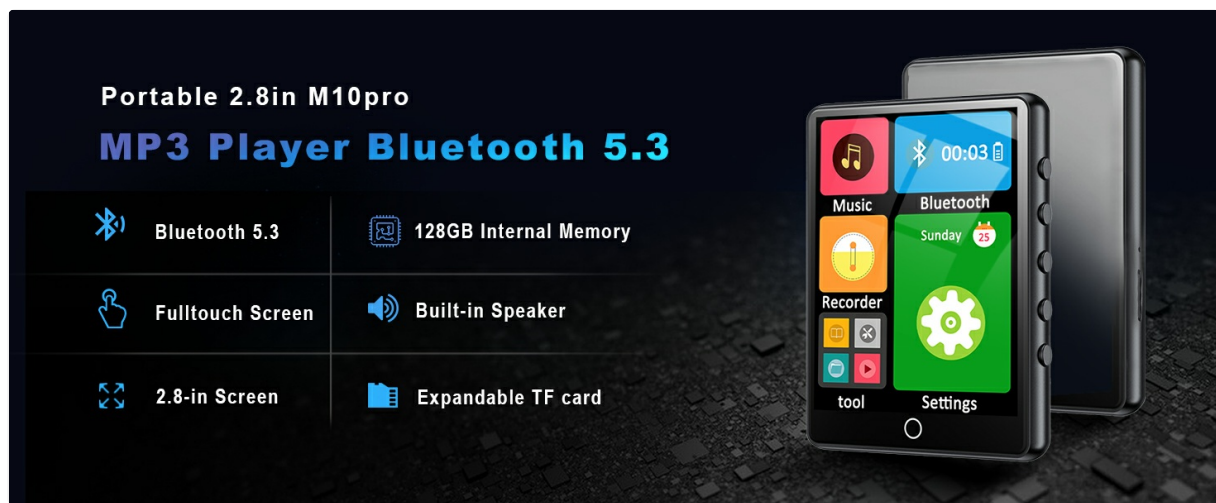 Portable 2.8in M10pro
MP3 Player Bluetooth 5.3
Bluetooth 5.3
128GB Internal Memory
Fulltouch Screen
Built-in Speaker
2.8-in Screen
Expandable TF card
00:03
Music
Bluetooth
Sunday
25
Recorder
tool
Settings